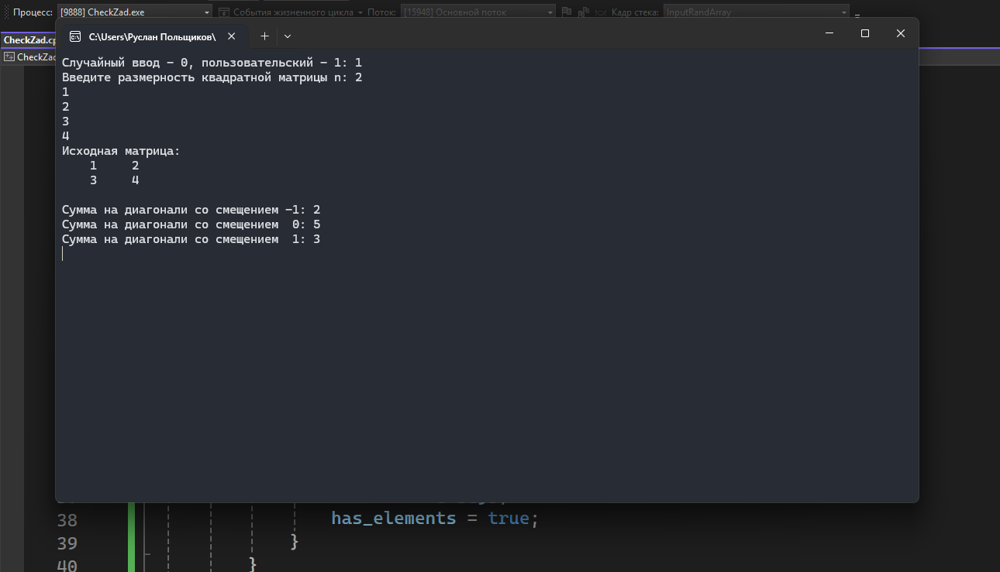 Процесс: [9888] CheckZad.exe События жизненного цикла Поток: [15948] Основной поток Кадр стека: InputRandArray
CheckZad.cp
C:\Users\Руслан Польщиков\
CheckZad
Случайный ввод - 0, пользовательский - 1: 1
Введите размерность квадратной матрицы n: 2
1
2
3
4
Исходная матрица:
1 2
3 4
Сумма на диагонали со смещением -1: 2
Сумма на диагонали со смещением 0: 5
Сумма на диагонали со смещением 1: 3
38 has_elements = true;
39 }
40 }